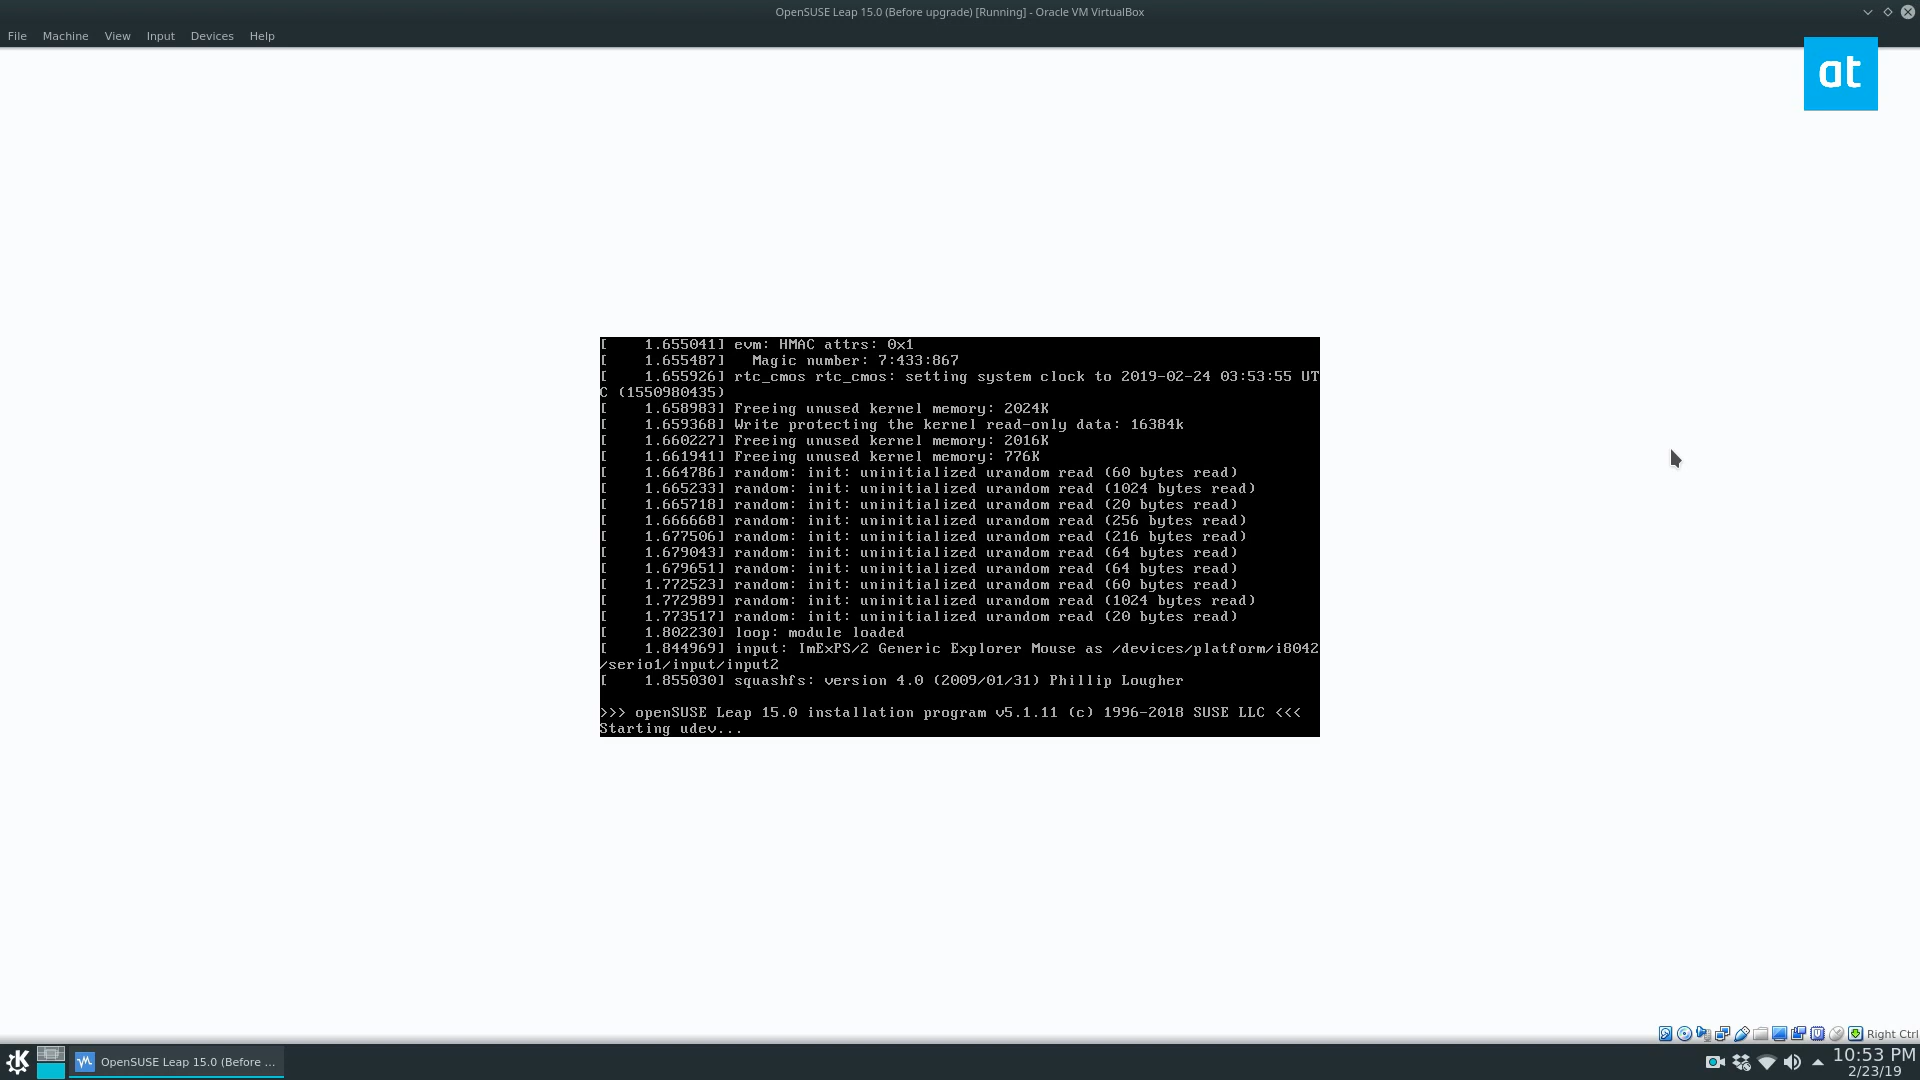 OpenSUSE Leap 15.0 (Before upgrade) [Running] - Oracle VM VirtualBox
File Machine View Input Devices Help
at
[    1.655041] evm: HMAC attrs: 0x1
[    1.655487]   Magic number: 7:433:867
[    1.655926] rtc_cmos rtc_cmos: setting system clock to 2019-02-24 03:53:55 UT
C (1550980435)
[    1.658983] Freeing unused kernel memory: 2024K
[    1.659368] Write protecting the kernel read-only data: 16384k
[    1.660227] Freeing unused kernel memory: 2016K
[    1.661941] Freeing unused kernel memory: 776K
[    1.664786] random: init: uninitialized urandom read (60 bytes read)
[    1.665233] random: init: uninitialized urandom read (1024 bytes read)
[    1.665718] random: init: uninitialized urandom read (20 bytes read)
[    1.666668] random: init: uninitialized urandom read (256 bytes read)
[    1.677506] random: init: uninitialized urandom read (216 bytes read)
[    1.679043] random: init: uninitialized urandom read (64 bytes read)
[    1.679651] random: init: uninitialized urandom read (64 bytes read)
[    1.772523] random: init: uninitialized urandom read (60 bytes read)
[    1.772989] random: init: uninitialized urandom read (1024 bytes read)
[    1.773517] random: init: uninitialized urandom read (20 bytes read)
[    1.802230] loop: module loaded
[    1.844969] input: ImExPS/2 Generic Explorer Mouse as /devices/platform/i8042
/serio1/input/input2
[    1.855030] squashfs: version 4.0 (2009/01/31) Phillip Lougher
>>> openSUSE Leap 15.0 installation program v5.1.11 (c) 1996-2018 SUSE LLC <<<
Starting udev...
Right Ctrl
OpenSUSE Leap 15.0 (Before ...
10:53 PM
2/23/19